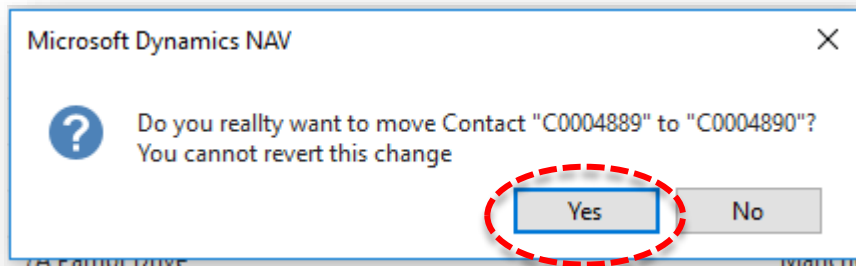 Microsoft Dynamics NAV
Do you reallty want to move Contact "C0004889" to "C0004890"?
You cannot revert this change
Yes No